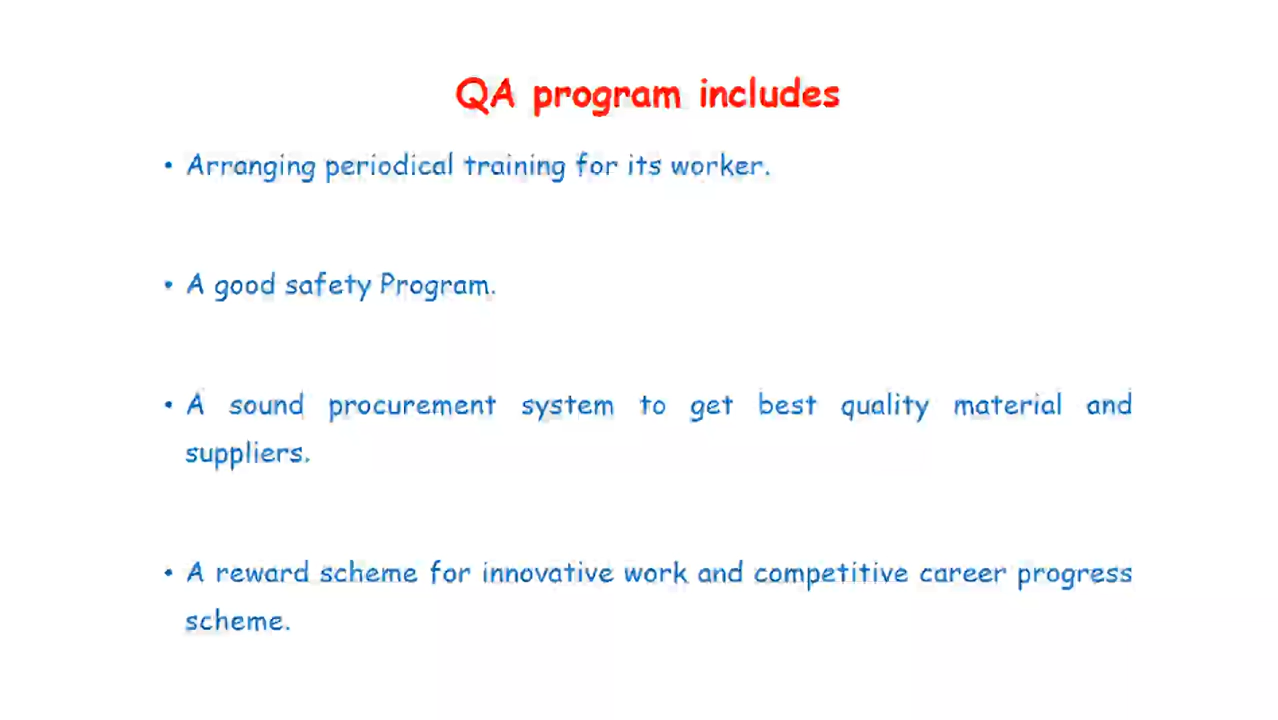 QA program includes
• Arranging periodical training for its worker.
• A good safety Program.
• A sound procurement system to get best quality material and
suppliers.
• A reward scheme for innovative work and competitive career progress
scheme.